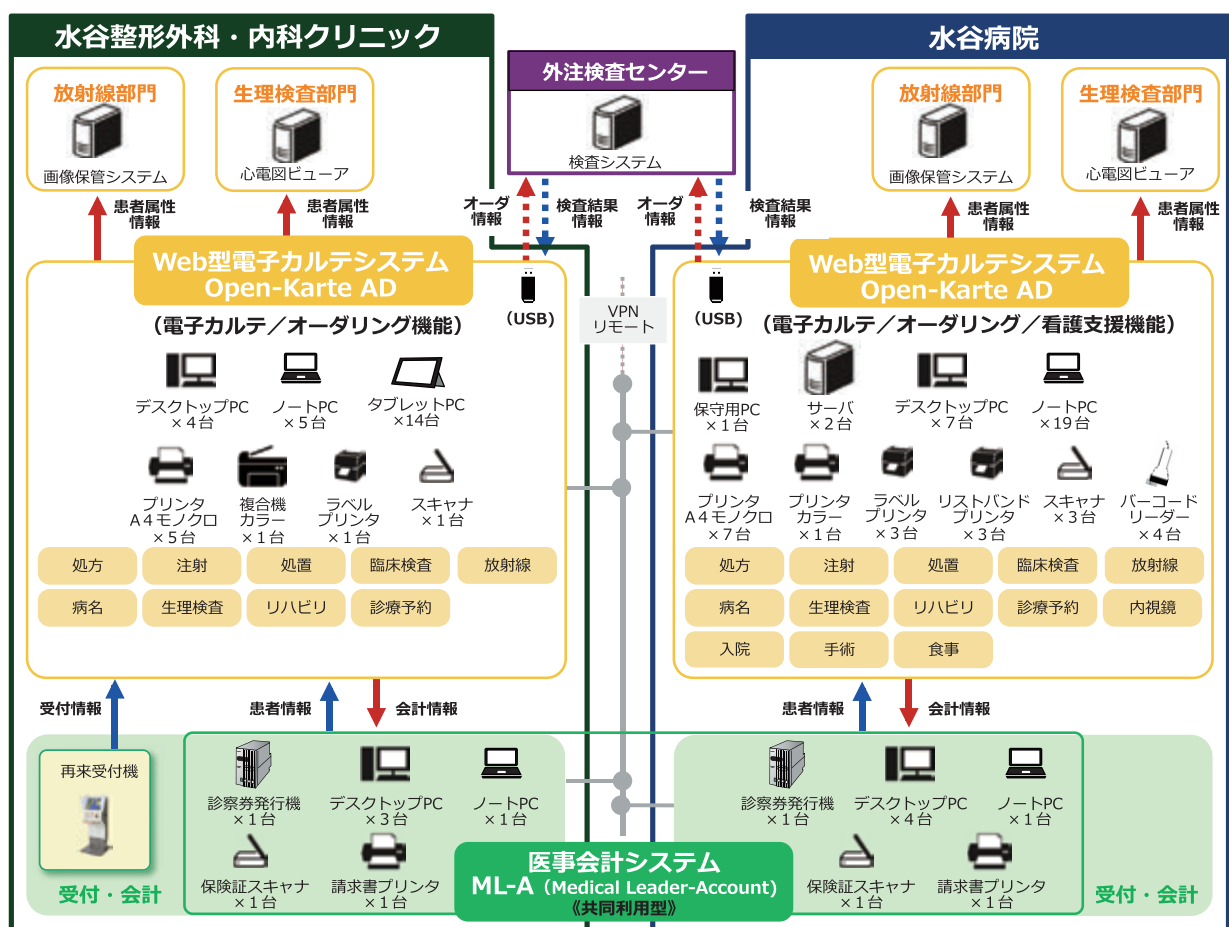 水谷整形外科・内科クリニック
放射線部門
画像保管システム
生理検査部門
心電図ビューア
患者属性
情報
患者属性
情報
外注検査センター
検査システム
オーダ
情報
検査結果
情報
オーダ
情報
検査結果
情報
(USB)
(USB)
VPN
リモート
水谷病院
放射線部門
画像保管システム
生理検査部門
心電図ビューア
患者属性
情報
患者属性
情報
Web型電子カルテシステム
Open-Karte AD
(電子カルテ/オーダリング機能)
デスクトップPC
×4台
ノートPC
×5台
タブレットPC
×14台
プリンタ
A4モノクロ
×5台
複合機
カラー
×1台
ラベル
プリンタ
×1台
スキャナ
×1台
処方
注射
処置
臨床検査
放射線
病名
生理検査
リハビリ
診療予約
Web型電子カルテシステム
Open-Karte AD
(電子カルテ/オーダリング/看護支援機能)
保守用PC
×1台
サーバ
×2台
デスクトップPC
×7台
ノートPC
×19台
プリンタ
A4モノクロ
×7台
プリンタ
カラー
×1台
ラベル
プリンタ
×3台
リストバンド
プリンタ
×3台
スキャナ
×3台
バーコード
リーダー
×4台
処方
注射
処置
臨床検査
放射線
病名
生理検査
リハビリ
診療予約
内視鏡
入院
手術
食事
受付情報
患者情報
会計情報
患者情報
会計情報
再来受付機
受付・会計
診察券発行機
×1台
デスクトップPC
×3台
ノートPC
×1台
保険証スキャナ
×1台
請求書プリンタ
×1台
医事会計システム
ML-A(Medical Leader-Account)
《共同利用型》
診察券発行機
×1台
デスクトップPC
×4台
ノートPC
×1台
保険証スキャナ
×1台
請求書プリンタ
×1台
受付・会計